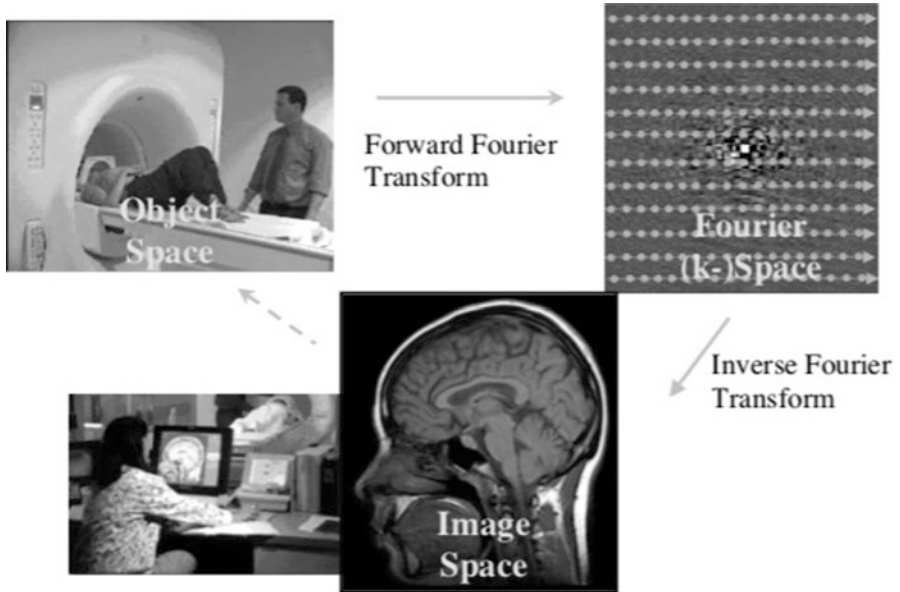 Object
Space
Forward Fourier
Transform
Fourier
(k-)Space
Inverse Fourier
Transform
Image
Space